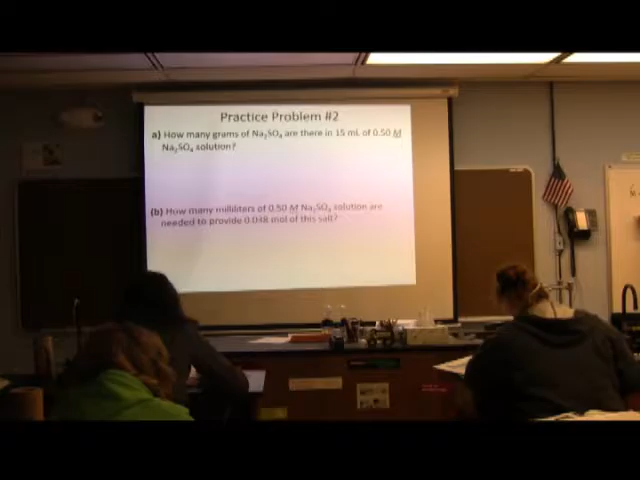 Practice Problem #2
a) How many grams of Na₂SO₄ are there in 15 mL of 0.50 M
Na₂SO₄ solution?
(b) How many milliliters of 0.50 M Na₂SO₄ solution are
needed to provide 0.038 mol of this salt?